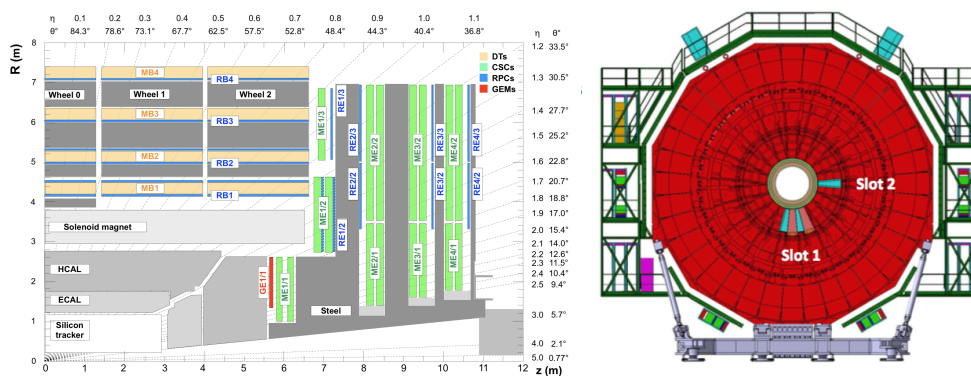 η 0.1 0.2 0.3 0.4 0.5 0.6 0.7 0.8 0.9 1.0 1.1
θ° 84.3° 78.6° 73.1° 67.7° 62.5° 57.5° 52.8° 48.4° 44.3° 40.4° 36.8° η θ°
R (m)
8
7
6
5
4
3
2
1
0
1.2 33.5°
1.3 30.5°
1.4 27.7°
1.5 25.2°
1.6 22.8°
1.7 20.7°
1.8 18.8°
1.9 17.0°
2.0 15.4°
2.1 14.0°
2.2 12.6°
2.3 11.5°
2.4 10.4°
2.5 9.4°
3.0 5.7°
4.0 2.1°
5.0 0.77°
DTs
CSCs
RPCs
GEMs
MB4
RB4
Wheel 0 Wheel 1 Wheel 2
MB3
RB3
MB2
RB2
MB1
RB1
Solenoid magnet
HCAL
ECAL
Silicon
tracker
Steel
GE1/1
ME1/1
ME1/2
ME1/3
RE1/3
RE1/2
RE2/3
RE2/2
ME2/2
ME2/1
ME3/2
ME3/1
RE3/3
RE3/2
ME4/2
ME4/1
RE4/3
RE4/2
0 1 2 3 4 5 6 7 8 9 10 11 12
z (m)
Slot 2
Slot 1